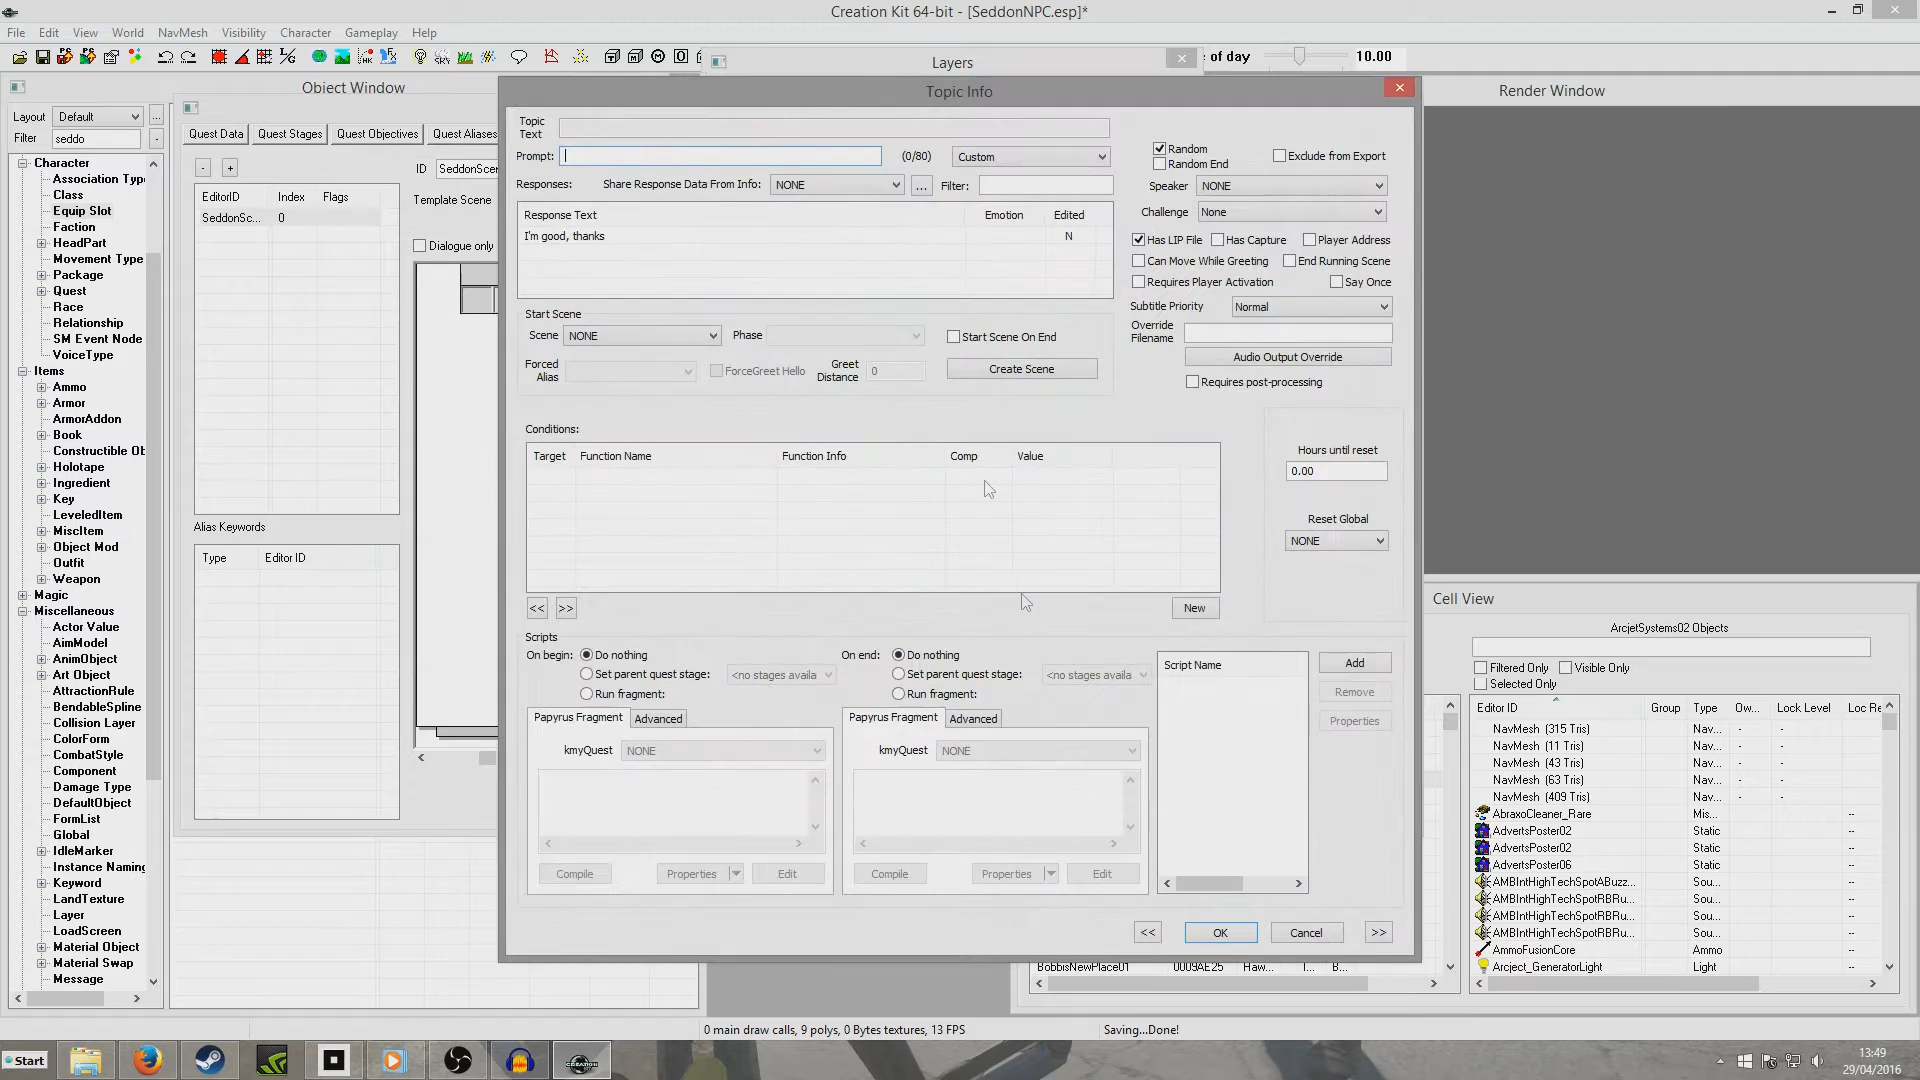 Creation Kit 64-bit - [SeddonNPC.esp]*
File Edit View World NavMesh Visibility Character Gameplay Help
of day 10.00
Object Window
Layers
Render Window
Layout Default ...
Filter seddo
Character
Association Typ
Class
Equip Slot
Faction
HeadPart
Movement Type
Package
Quest
Race
Relationship
SM Event Node
VoiceType
Items
Ammo
Armor
ArmorAddon
Book
Constructible Ob
Holotape
Ingredient
Key
LeveledItem
MiscItem
Object Mod
Outfit
Weapon
Magic
Miscellaneous
Actor Value
AimModel
AnimObject
Art Object
AttractionRule
BendableSpline
Collision Layer
ColorForm
CombatStyle
Component
Damage Type
DefaultObject
FormList
Global
IdleMarker
Instance Naming
Keyword
LandTexture
Layer
LoadScreen
Material Object
Material Swap
Message
Quest Data Quest Stages Quest Objectives Quest Aliases
- +
ID SeddonScer
EditorID Index Flags
SeddonSc... 0
Template Scene
Dialogue only
Alias Keywords
Type Editor ID
Topic Info
Topic
Text
Prompt: (0/80) Custom
Responses: Share Response Data From Info: NONE ... Filter:
Response Text Emotion Edited
I'm good, thanks N
Start Scene
Scene NONE Phase Start Scene On End
Forced
Alias
ForceGreet Hello
Greet
Distance
0
Create Scene
Random
Random End
Exclude from Export
Speaker NONE
Challenge None
Has LIP File Has Capture Player Address
Can Move While Greeting End Running Scene
Requires Player Activation Say Once
Subtitle Priority Normal
Override
Filename
Audio Output Override
Requires post-processing
Conditions:
Target Function Name Function Info Comp Value
<< >> New
Hours until reset
0.00
Reset Global
NONE
Scripts
On begin: Do nothing
Set parent quest stage: <no stages availa
Run fragment:
Papyrus Fragment Advanced
kmyQuest NONE
Compile Properties Edit
On end: Do nothing
Set parent quest stage: <no stages availa
Run fragment:
Papyrus Fragment Advanced
kmyQuest NONE
Compile Properties Edit
Script Name
Add
Remove
Properties
<< OK Cancel >>
Cell View
ArcjetSystems02 Objects
Filtered Only Visible Only
Selected Only
Editor ID Group Type Ow... Lock Level Loc Re
NavMesh (315 Tris) Nav... - -
NavMesh (11 Tris) Nav... - -
NavMesh (43 Tris) Nav... - -
NavMesh (63 Tris) Nav... - -
NavMesh (409 Tris) Nav... - -
AbraxoCleaner_Rare Mis... --
AdvertsPoster02 Static --
AdvertsPoster02 Static --
AdvertsPoster06 Static --
AMBIntHighTechSpotABuzz... Sou... --
AMBIntHighTechSpotRBRu... Sou... --
AMBIntHighTechSpotRBRu... Sou... --
AMBIntHighTechSpotRBRu... Sou... --
AmmoFusionCore Ammo --
Arcject_GeneratorLight Light --
BobbisNewPlace01 0009AE25 Haw... I... B...
0 main draw calls, 9 polys, 0 Bytes textures, 13 FPS Saving...Done!
Start
CREATION
13:49
29/04/2016